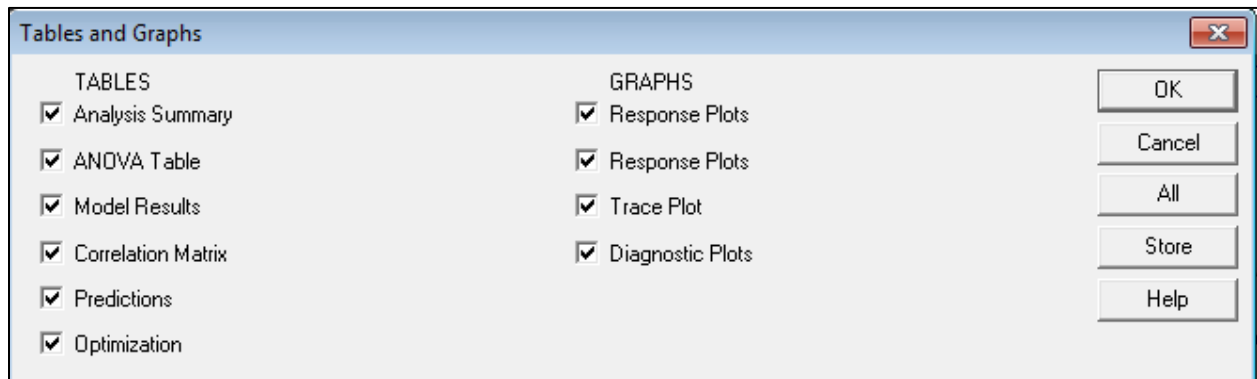 Tables and Graphs
TABLES
Analysis Summary
ANOVA Table
Model Results
Correlation Matrix
Predictions
Optimization
GRAPHS
Response Plots
Response Plots
Trace Plot
Diagnostic Plots
OK
Cancel
All
Store
Help